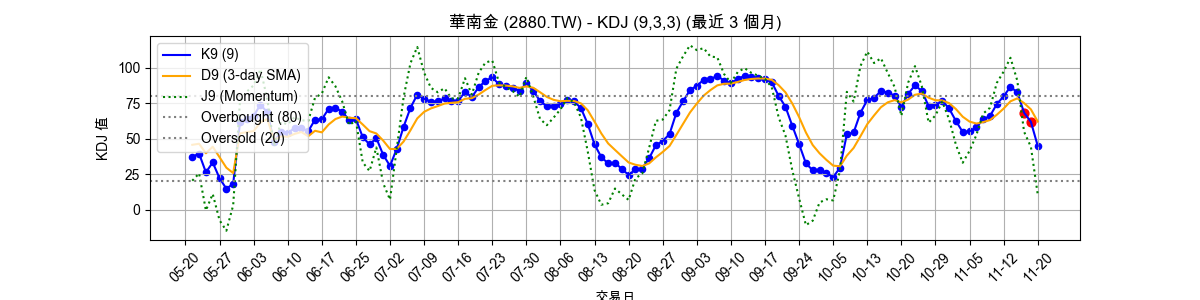 華南金 (2880.TW) - KDJ (9,3,3) (最近 3 個月)
K9 (9)
D9 (3-day SMA)
J9 (Momentum)
Overbought (80)
Oversold (20)
KDJ 值
100
75
50
25
0
05-20 05-27 06-03 06-10 06-17 06-25 07-02 07-09 07-16 07-23 07-30 08-06 08-13 08-20 08-27 09-03 09-10 09-17 09-24 10-05 10-13 10-20 10-29 11-05 11-12 11-20
交易日